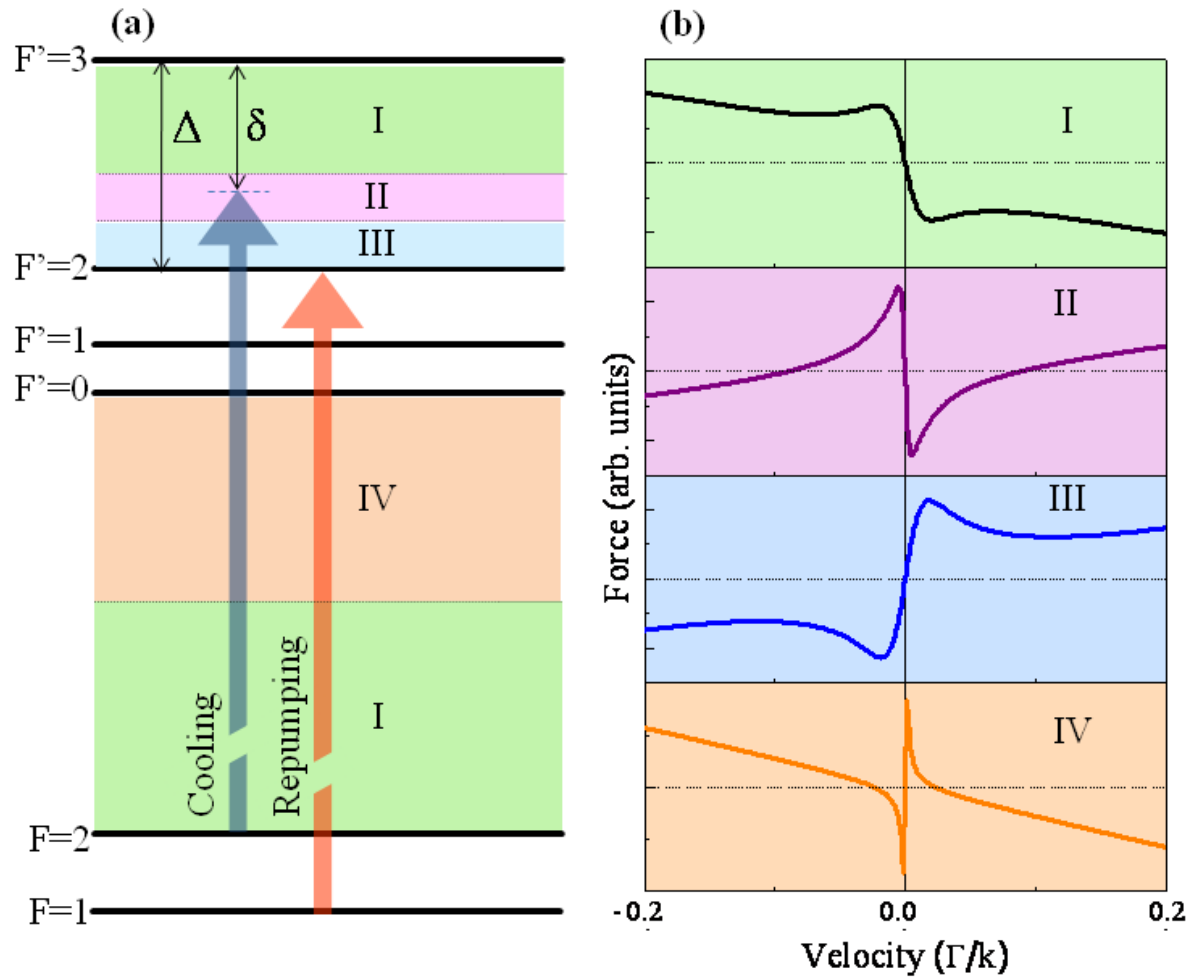 (a)
F'=3
I
Δ
δ
II
III
F'=2
F'=1
F'=0
IV
I
Cooling
Repumping
F=2
F=1
(b)
I
II
III
IV
Force (arb. units)
-0.2
0.0
0.2
Velocity (Γ/k)